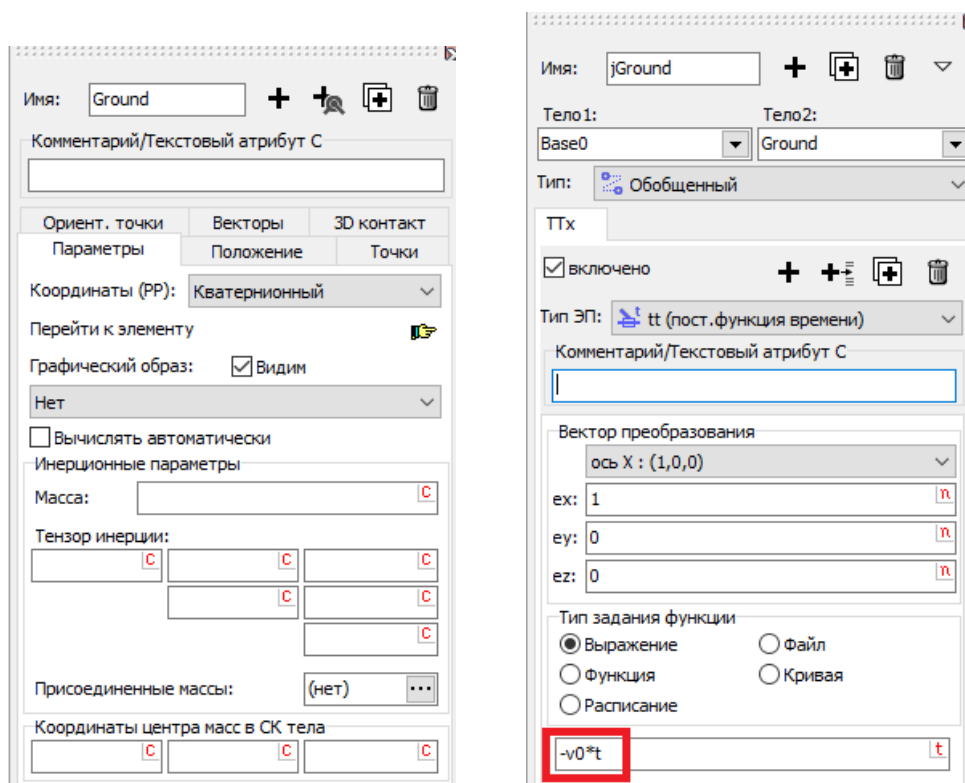 Имя: Ground
Комментарий/Текстовый атрибут C
Ориент. точки Векторы 3D контакт
Параметры Положение Точки
Координаты (PP): Кватернионный
Перейти к элементу
Графический образ: Видим
Нет
Вычислять автоматически
Инерционные параметры
Масса: C
Тензор инерции:
C C C
C C
C
Присоединенные массы: (нет) ...
Координаты центра масс в СК тела
C C C
Имя: jGround
Тело1: Тело2:
Base0 Ground
Тип: Обобщенный
TTx
включено
Тип ЭП: t tt (пост.функция времени)
Комментарий/Текстовый атрибут C
Вектор преобразования
ось X : (1,0,0)
ex: 1 n
ey: 0 n
ez: 0 n
Тип задания функции
Выражение Файл
Функция Кривая
Расписание
-v0*t t